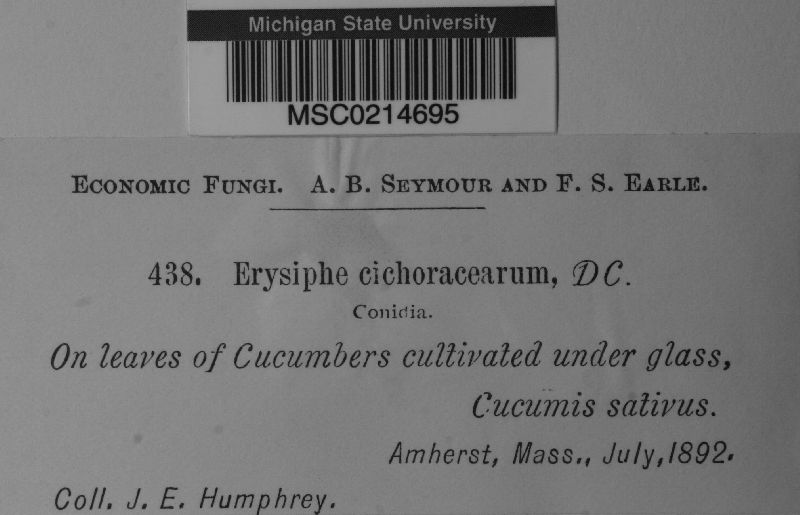 Michigan State University
MSC0214695
Economic Fungi. A. B. Seymour and F. S. Earle.
438. Erysiphe cichoracearum, DC.
Conidia.
On leaves of Cucumbers cultivated under glass,
Cucumis sativus.
Amherst, Mass., July, 1892.
Coll. J. E. Humphrey.